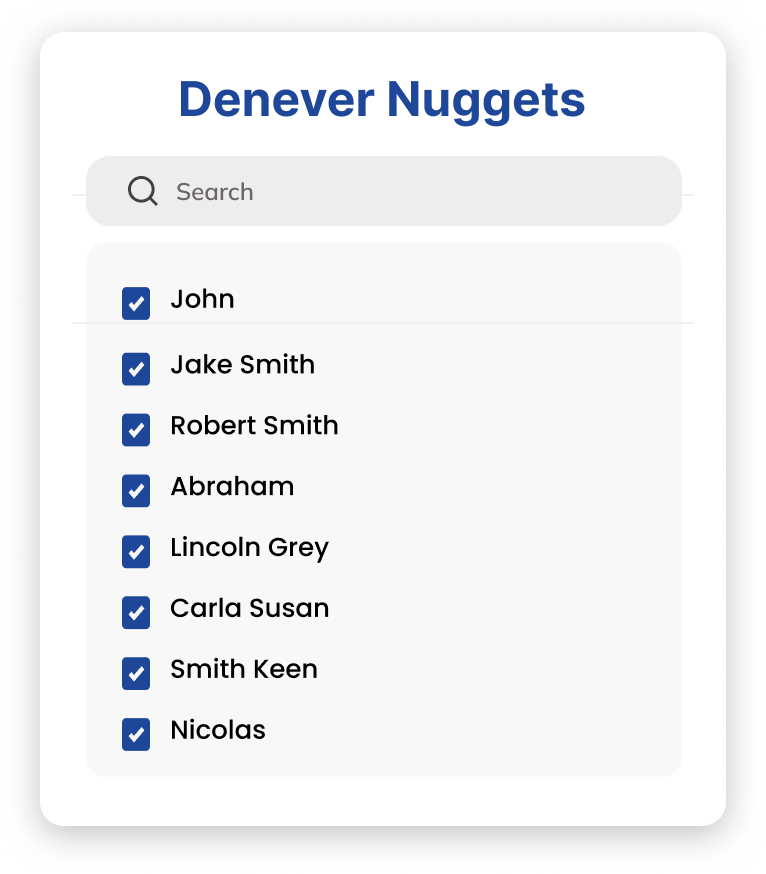 Denever Nuggets
Search
John
Jake Smith
Robert Smith
Abraham
Lincoln Grey
Carla Susan
Smith Keen
Nicolas